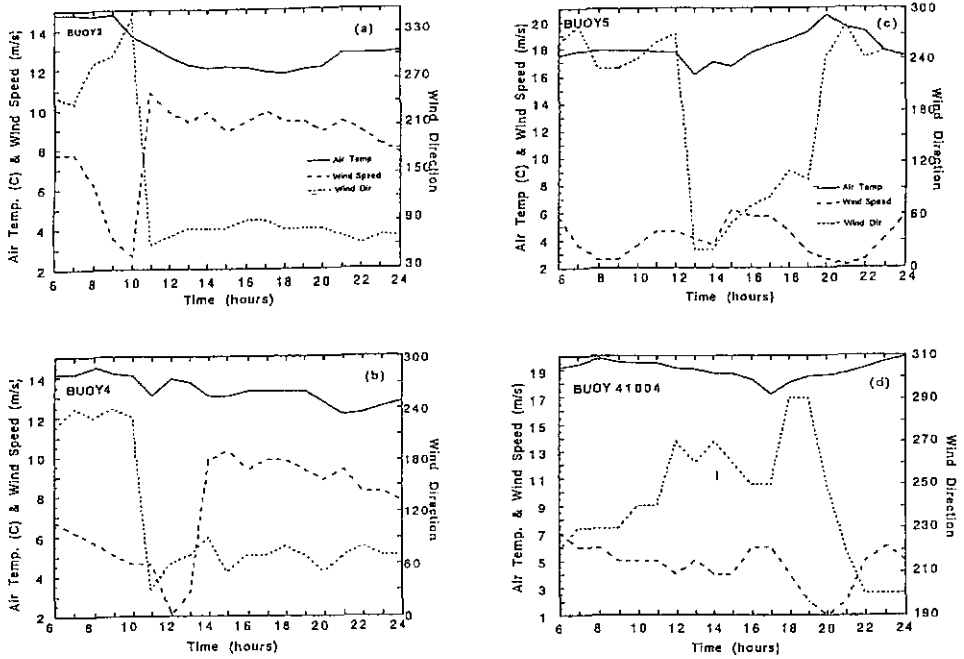 BUOY3
(a)
Air Temp. (C) & Wind Speed (m/s)
14
12
10
8
6
4
2
Air Temp
Wind Speed
Wind Dir
330
270
210
150
90
30
Wind Direction
6 8 10 12 14 16 18 20 22 24
Time (hours)
BUOY5
(c)
Air Temp (C) & Wind Speed (m/s)
20
18
16
14
12
10
8
6
4
2
Air Temp
Wind Speed
Wind Dir
300
240
180
120
60
0
Wind Direction
6 8 10 12 14 16 18 20 22 24
Time (hours)
BUOY4
(b)
Air Temp. (C) & Wind Speed (m/s)
14
12
10
8
6
4
2
300
240
180
120
60
0
Wind Direction
6 8 10 12 14 16 18 20 22 24
Time (hours)
BUOY 41004
(d)
Air Temp. & Wind Speed (m/s)
19
17
15
13
11
9
7
5
3
1
310
290
270
250
230
210
190
Wind Direction
6 8 10 12 14 16 18 20 22 24
Time (hours)